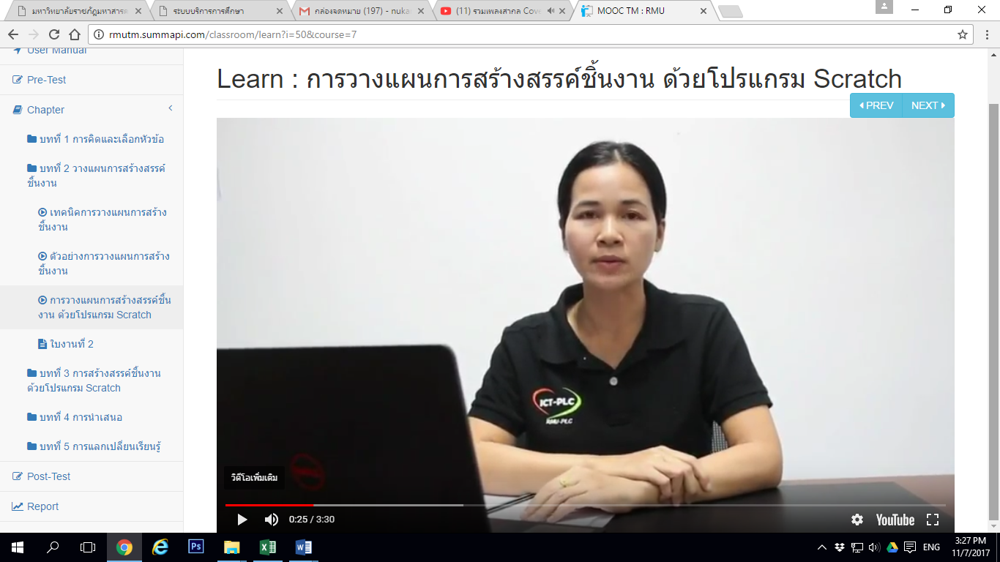 มหาวิทยาลัยราชภัฏมหาสารค
ระบบบริการการศึกษา
กล่องจดหมาย (197) - nuka
(11) รวมเพลงสากล Cove
MOOC TM : RMU
rmutm.summapi.com/classroom/learn?i=50&course=7
User Manual
Pre-Test
Chapter
บทที่ 1 การคิดและเลือกหัวข้อ
บทที่ 2 วางแผนการสร้างสรรค์
ชิ้นงาน
เทคนิคการวางแผนการสร้าง
ชิ้นงาน
ตัวอย่างการวางแผนการสร้าง
ชิ้นงาน
การวางแผนการสร้างสรรค์ชิ้น
งาน ด้วยโปรแกรม Scratch
ใบงานที่ 2
บทที่ 3 การสร้างสรรค์ชิ้นงาน
ด้วยโปรแกรม Scratch
บทที่ 4 การนำเสนอ
บทที่ 5 การแลกเปลี่ยนเรียนรู้
Post-Test
Report
Learn : การวางแผนการสร้างสรรค์ชิ้นงาน ด้วยโปรแกรม Scratch
PREV NEXT
ICT-PLC
RMU-PLC
วิดีโอเพิ่มเติม
0:25 / 3:30
YouTube
ENG
3:27 PM
11/7/2017